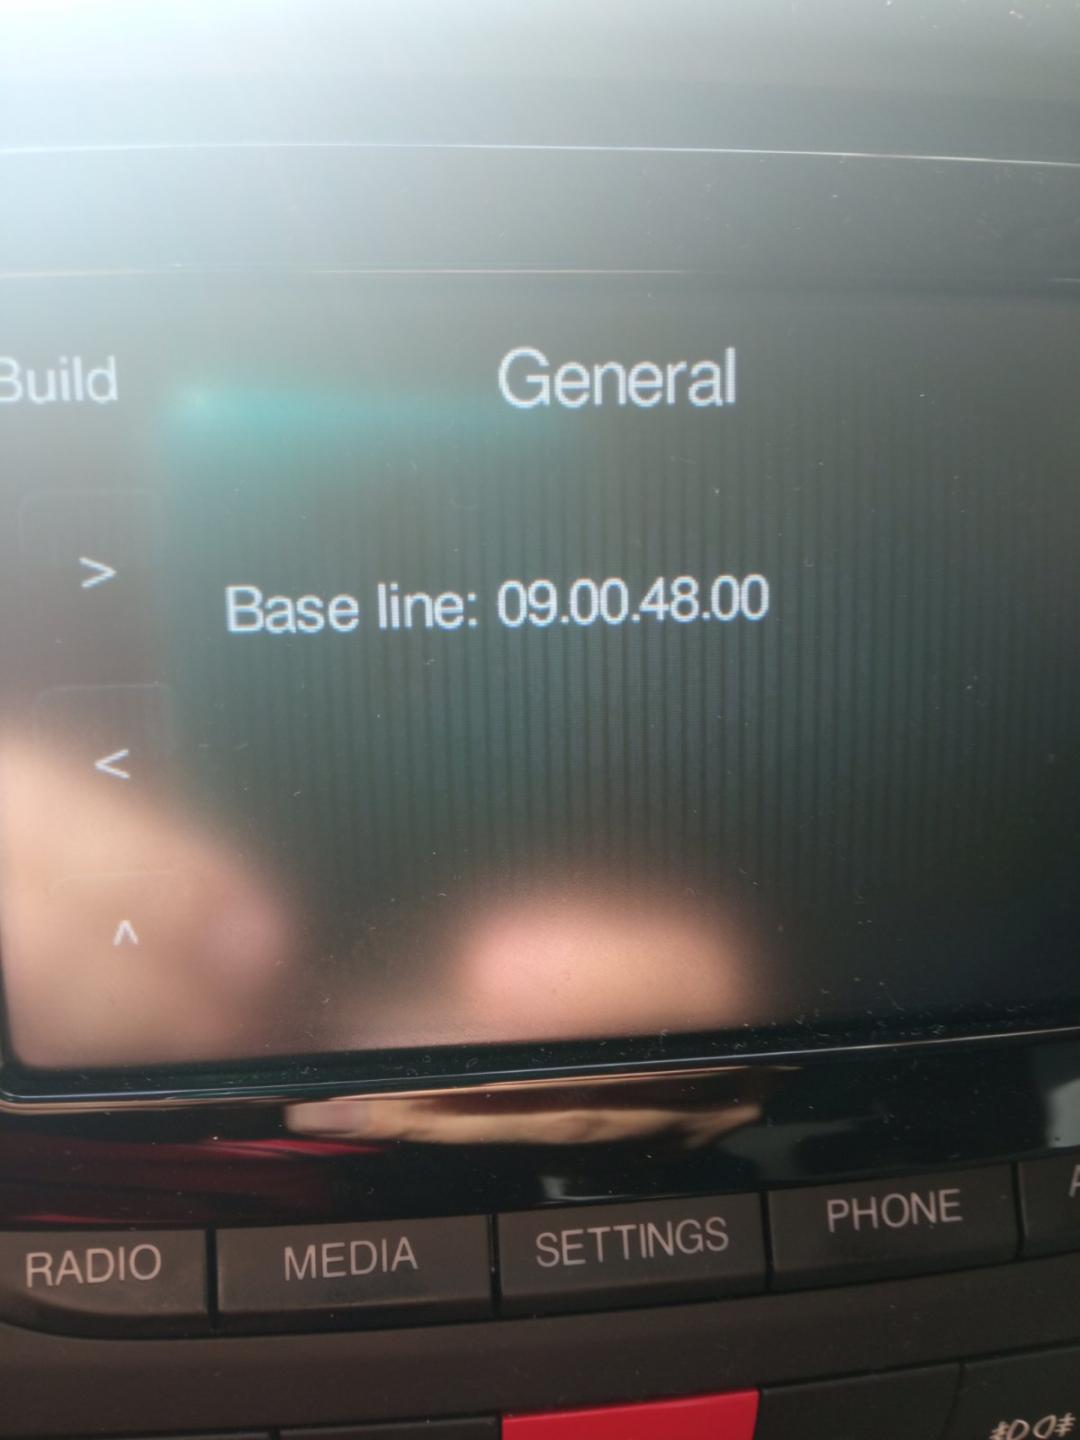 Build
General
>
Base line: 09.00.48.00
<
^
RADIO
MEDIA
SETTINGS
PHONE